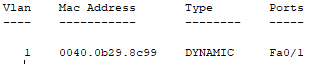 Vlan    Mac Address       Type        Ports
----    -----------       --------    -----
   1    0040.0b29.8c99    DYNAMIC     Fa0/1